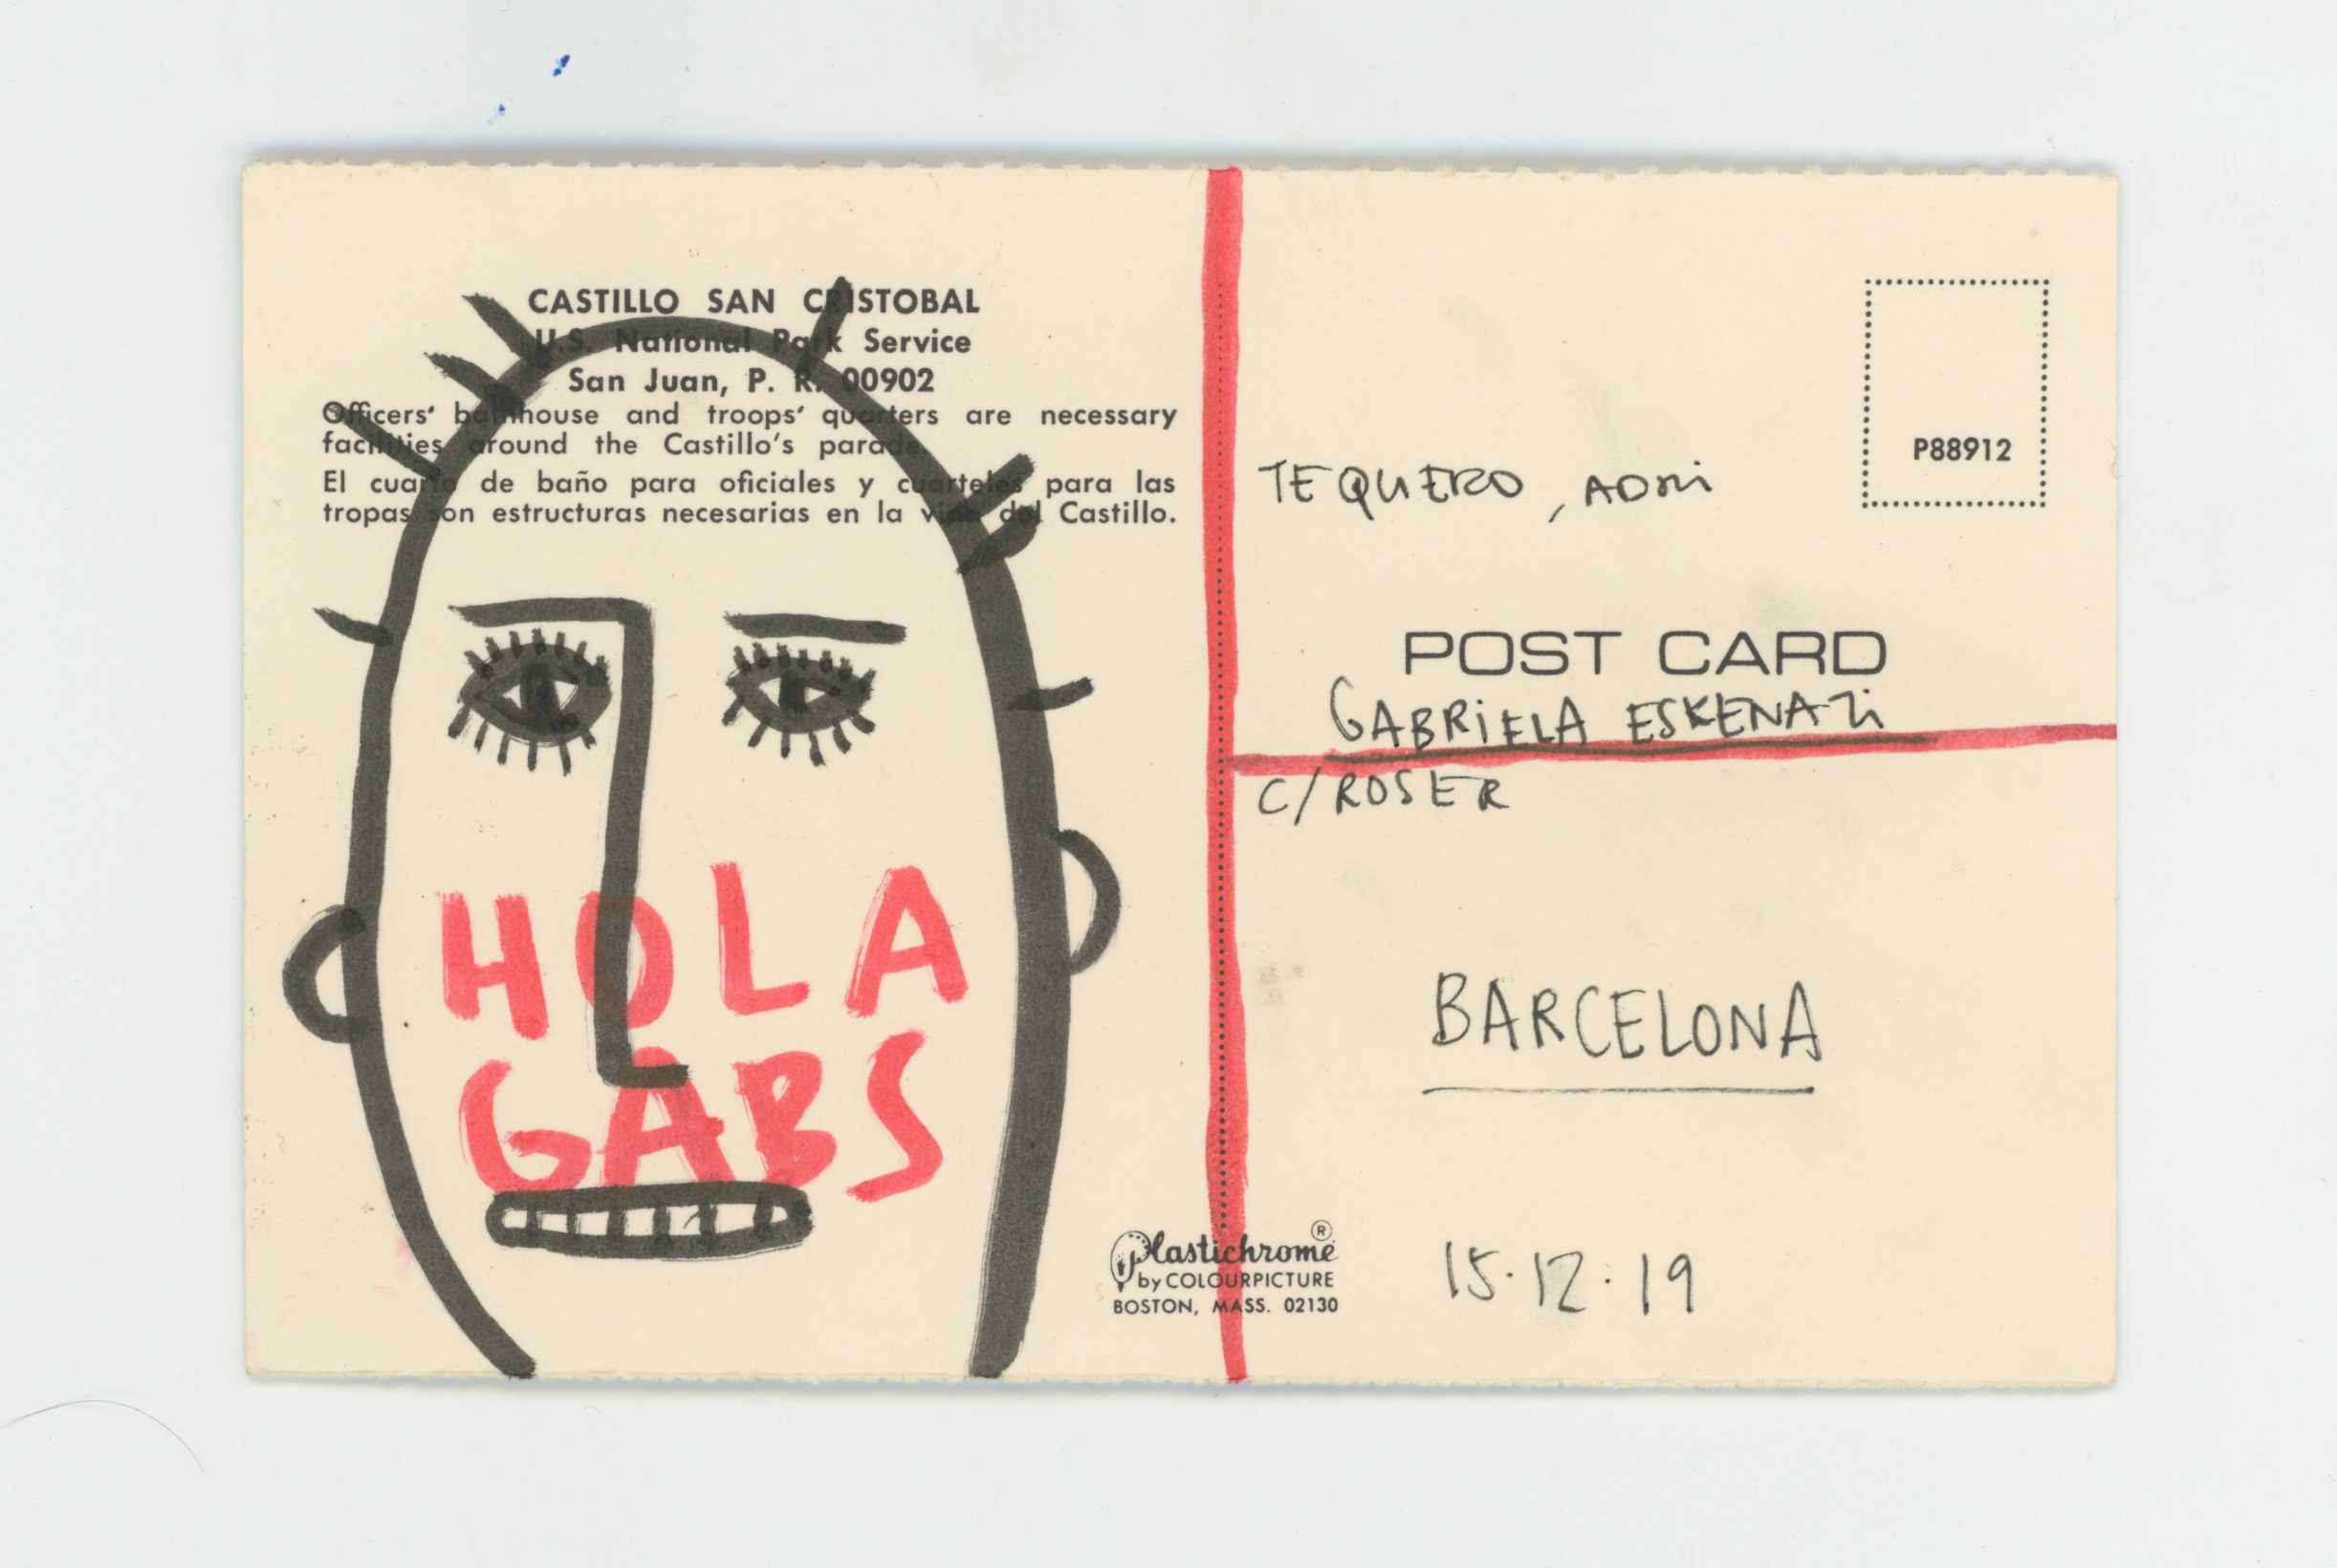 CASTILLO SAN CRISTOBAL
U.S. National Park Service
San Juan, P. R. 00902
Officers' bathhouse and troops' quarters are necessary
facilities around the Castillo's parade.
El cuarto de baño para oficiales y cuarteles para las
tropas son estructuras necesarias en la vida del Castillo.
HOLA
GABS
Plastichrome®
by COLOURPICTURE
BOSTON, MASS. 02130
P88912
TE QUIERO, ADRI
POST CARD
GABRIELA ESKENAZI
C/ROSER
BARCELONA
15·12·19